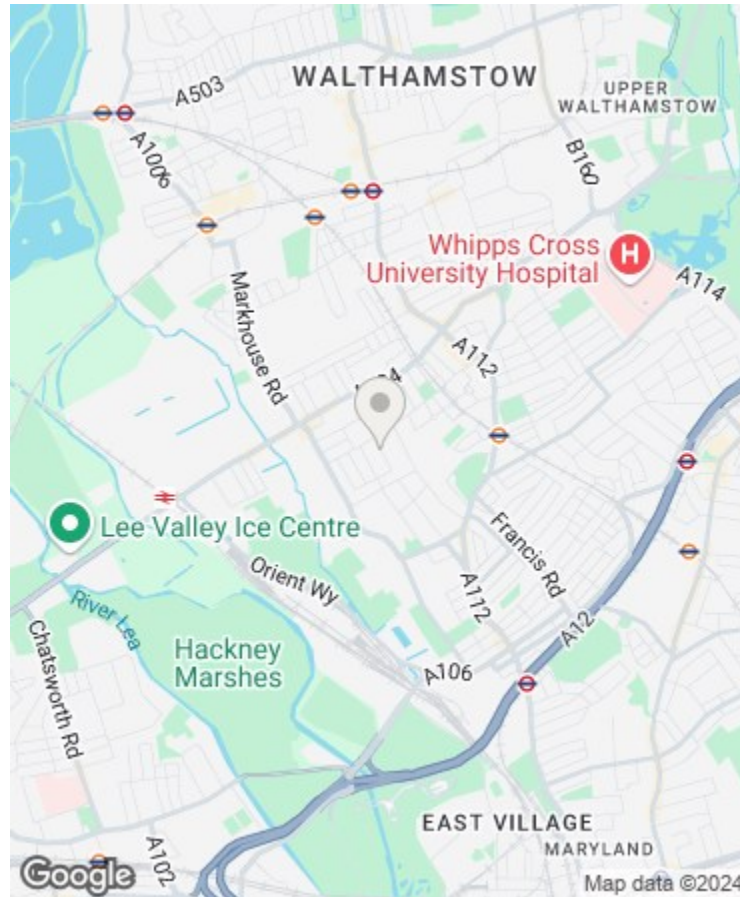 WALTHAMSTOW
A503
UPPER
WALTHAMSTOW
A1006
B160
Whipps Cross
University Hospital
H
A114
Markhouse Rd
A112
Lee Valley Ice Centre
Francis Rd
Orient Wy
A112
River Lea
Hackney
Marshes
A12
Chatsworth Rd
A106
EAST VILLAGE
MARYLAND
A102
Google
Map data ©2024